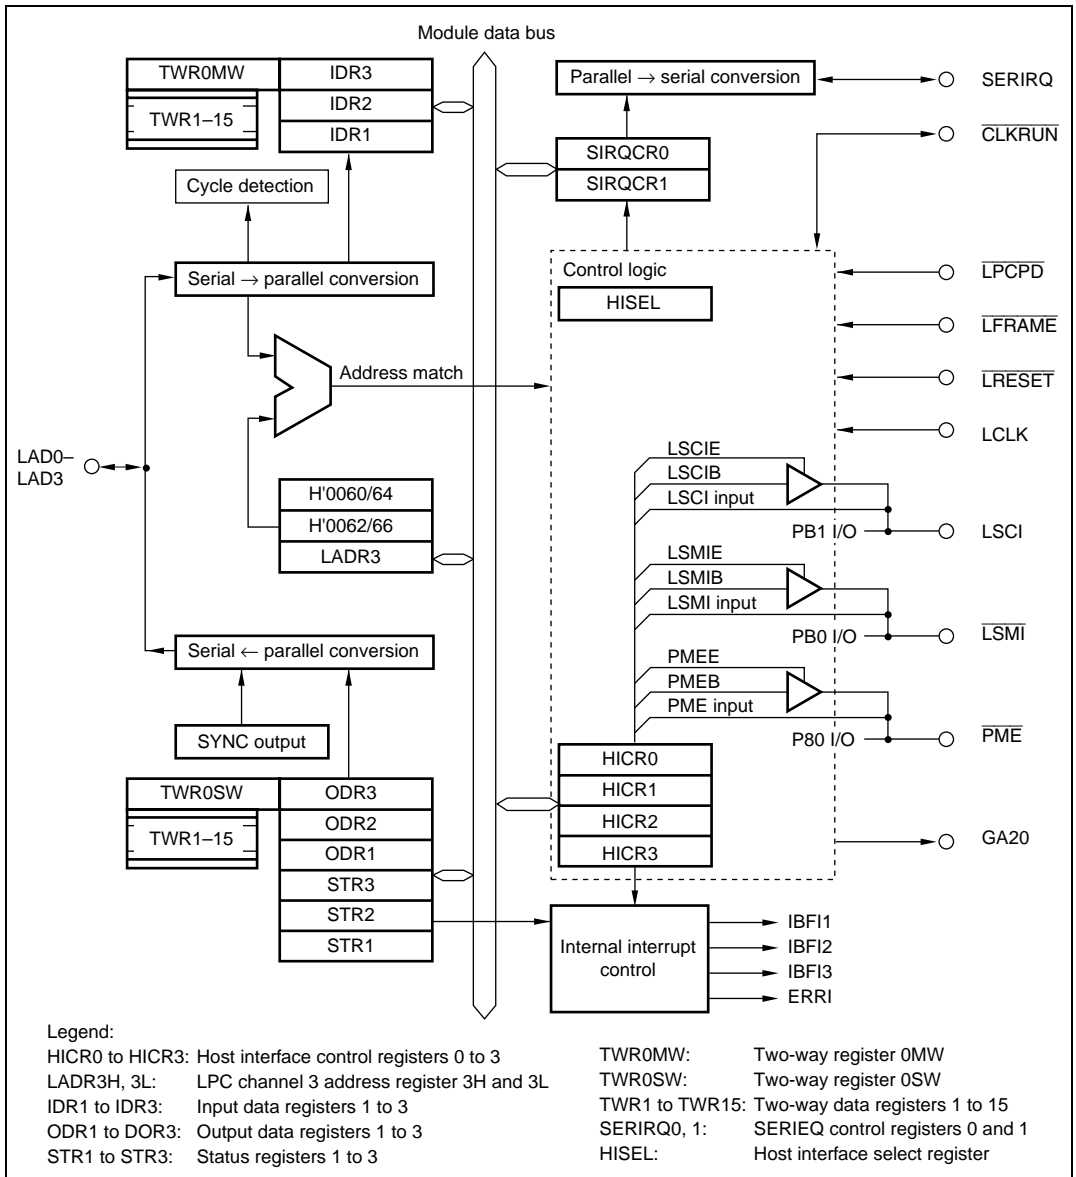 Module data bus
TWR0MW
IDR3
IDR2
IDR1
TWR1–15
Parallel → serial conversion
SERIRQ
CLKRUN
SIRQCR0
SIRQCR1
Cycle detection
Serial → parallel conversion
Control logic
HISEL
LPCPD
LFRAME
LRESET
LCLK
Address match
LAD0–
LAD3
H'0060/64
H'0062/66
LADR3
LSCIE
LSCIB
LSCI input
PB1 I/O
LSCI
LSMIE
LSMIB
LSMI input
PB0 I/O
LSMI
Serial ← parallel conversion
SYNC output
PMEE
PMEB
PME input
P80 I/O
PME
TWR0SW
ODR3
ODR2
ODR1
STR3
STR2
STR1
TWR1–15
HICR0
HICR1
HICR2
HICR3
GA20
Internal interrupt
control
IBFI1
IBFI2
IBFI3
ERRI
Legend:
HICR0 to HICR3: Host interface control registers 0 to 3
LADR3H, 3L: LPC channel 3 address register 3H and 3L
IDR1 to IDR3: Input data registers 1 to 3
ODR1 to DOR3: Output data registers 1 to 3
STR1 to STR3: Status registers 1 to 3
TWR0MW: Two-way register 0MW
TWR0SW: Two-way register 0SW
TWR1 to TWR15: Two-way data registers 1 to 15
SERIRQ0, 1: SERIEQ control registers 0 and 1
HISEL: Host interface select register